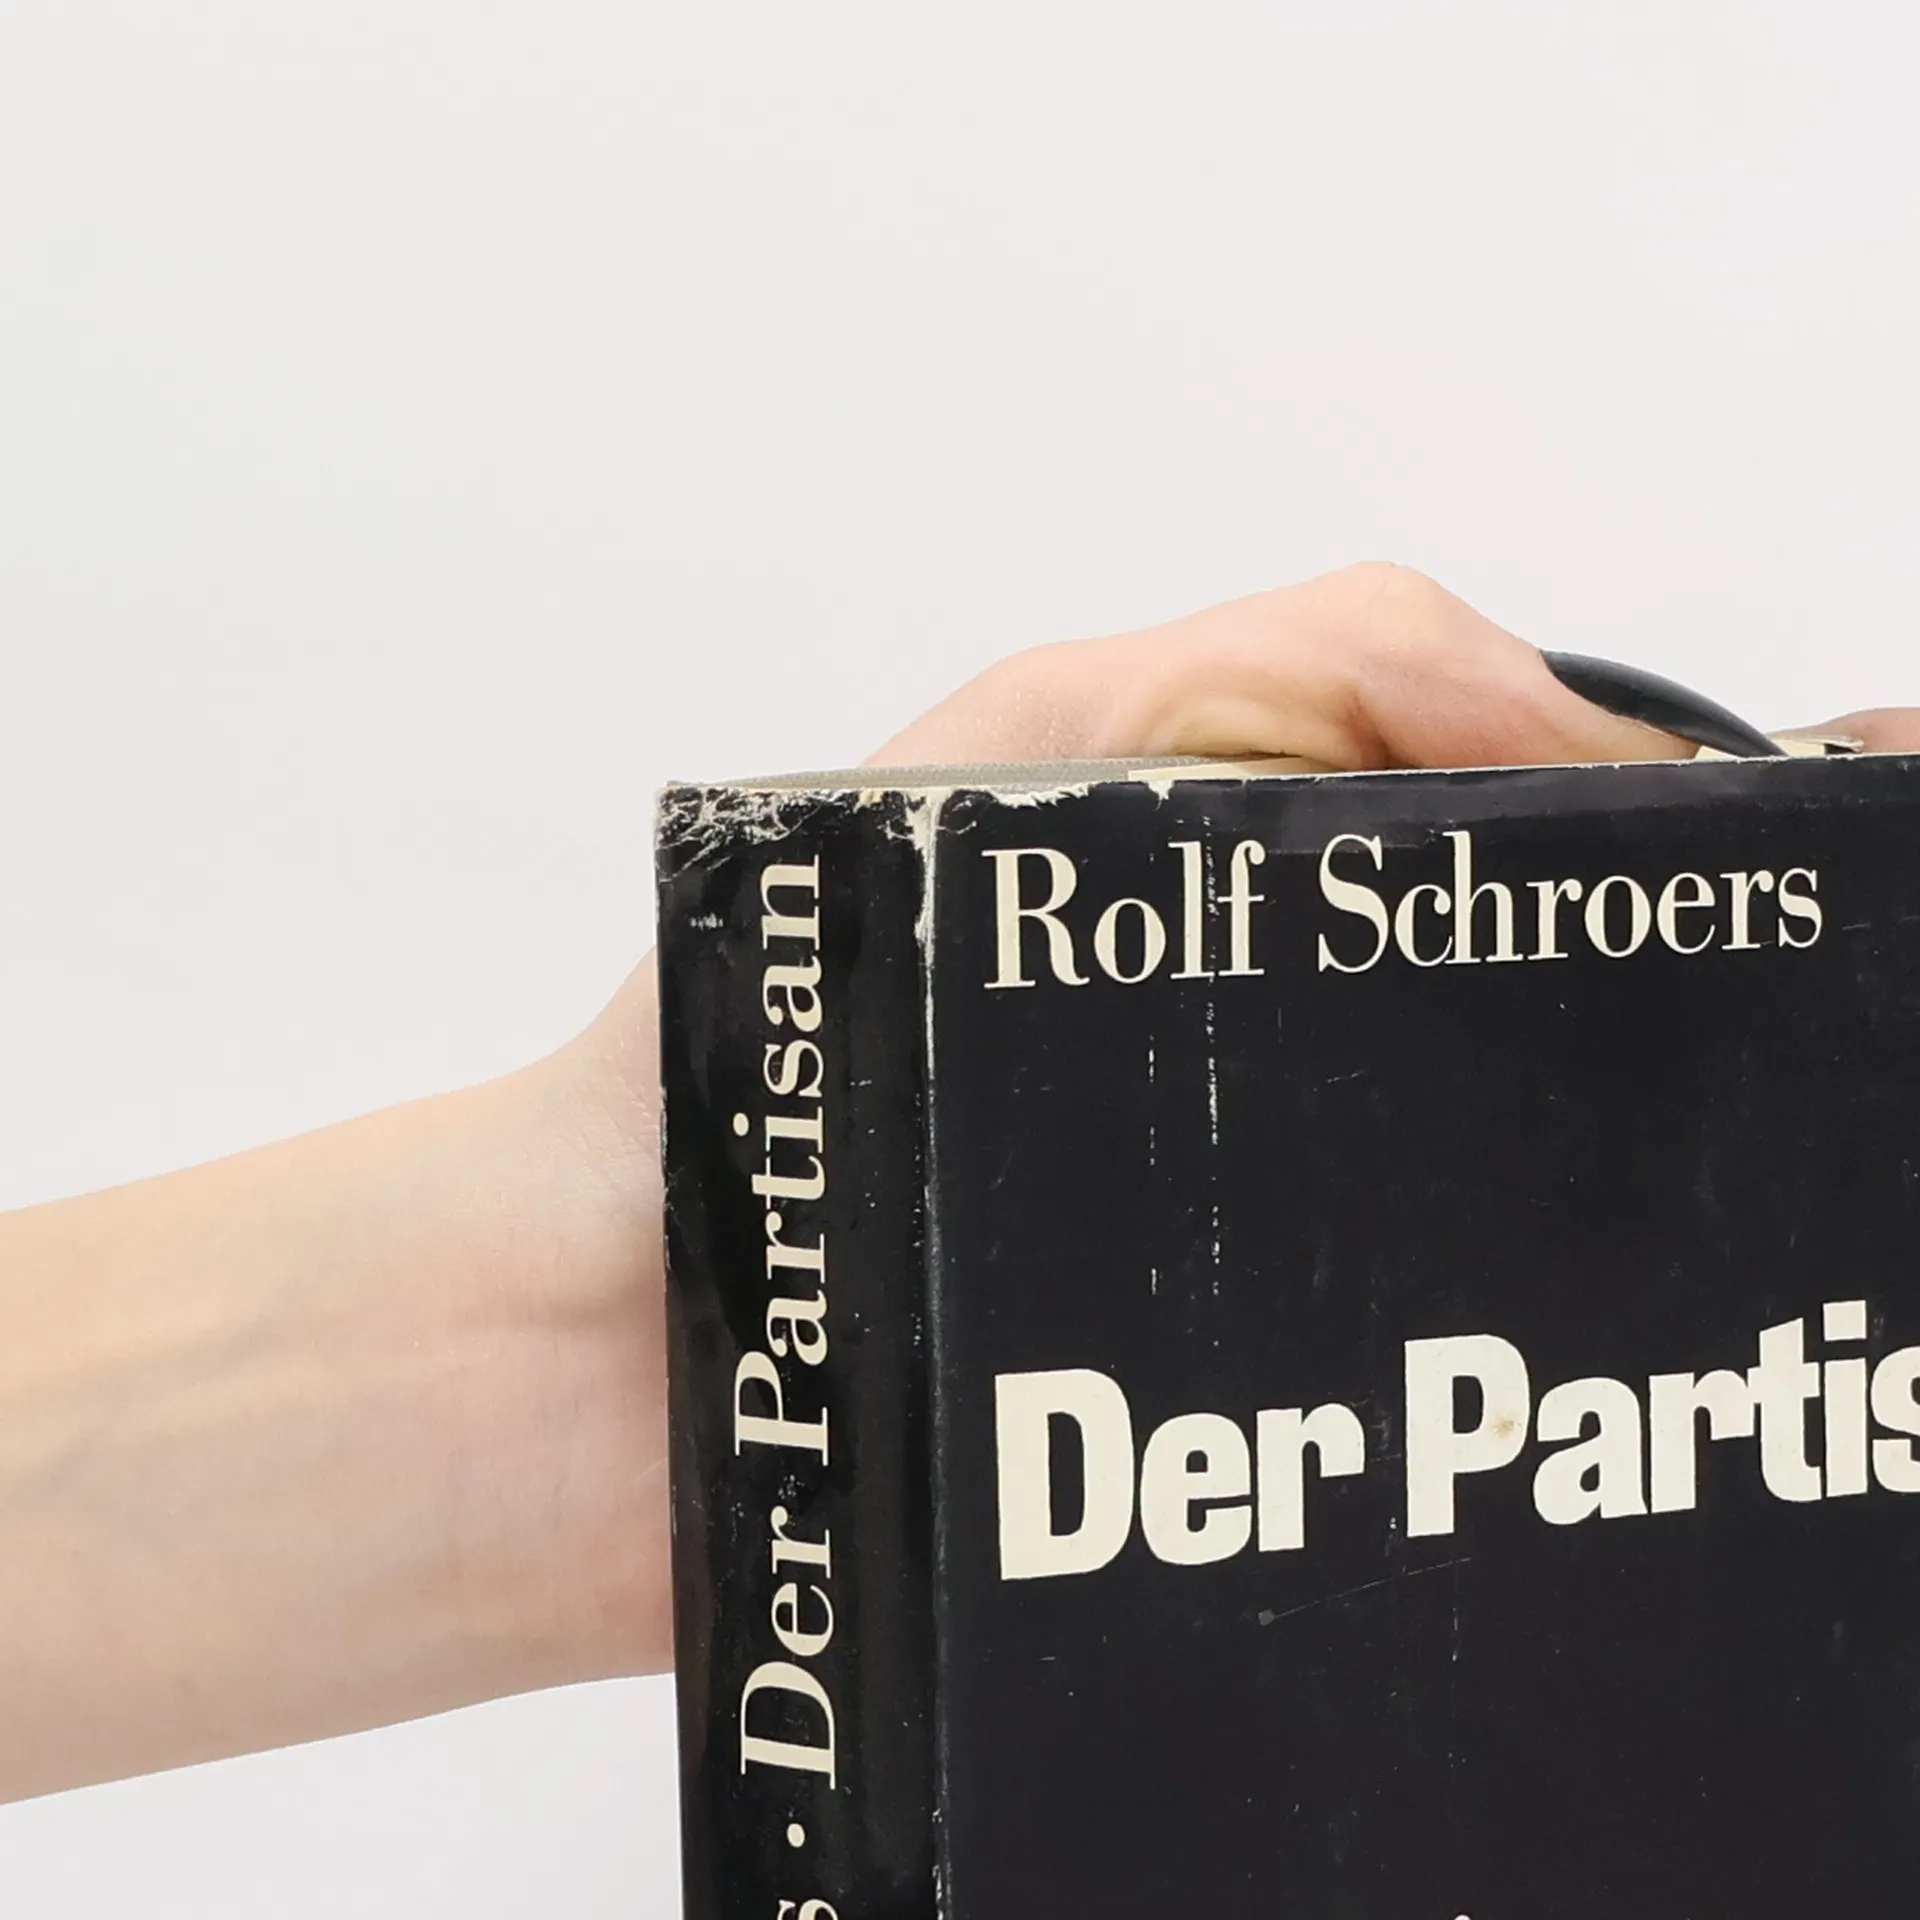 Rolf Schroers
Der Partis
s · Der Partisan